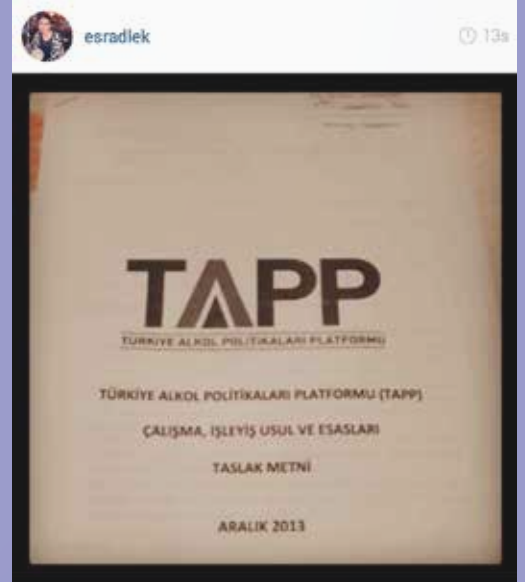 esradlek
13s
TAPP
TÜRKİYE ALKOL POLİTİKALARI PLATFORMU
TÜRKİYE ALKOL POLİTİKALARI PLATFORMU (TAPP)
ÇALIŞMA, İŞLEYİŞ USUL VE ESASLARI
TASLAK METNİ
ARALIK 2013